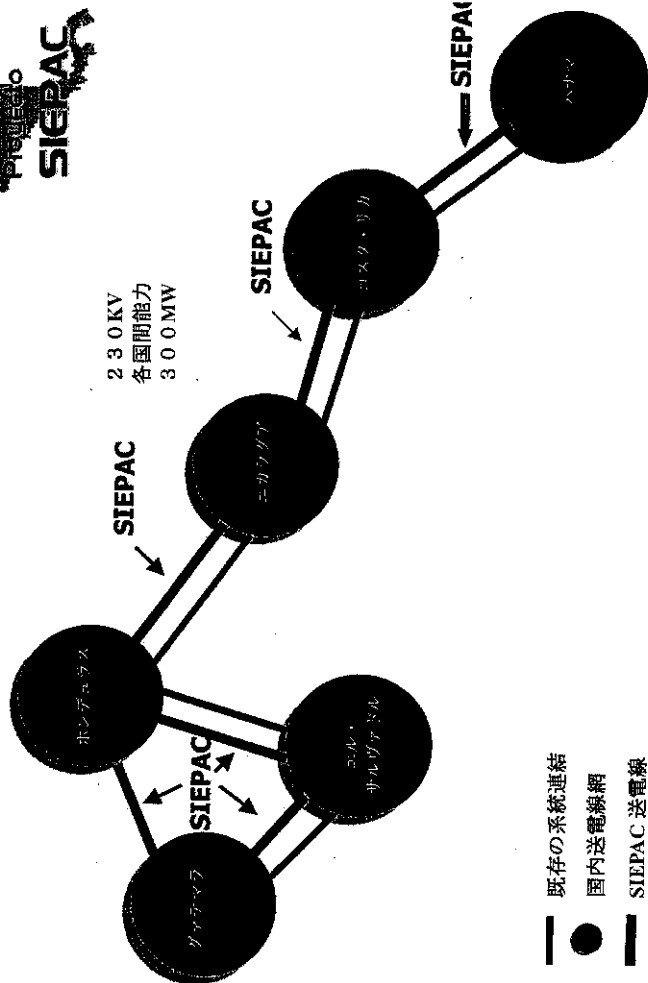 Proyecto
SIEPAC
230KV
各国間能力
300MW
SIEPAC
SIEPAC
SIEPAC
SIEPAC
グァテマラ
ホンデュラス
エル・
サルヴァドル
ニカラグア
コスタ・リカ
パナマ
既存の系統連結
国内送電線網
SIEPAC 送電線